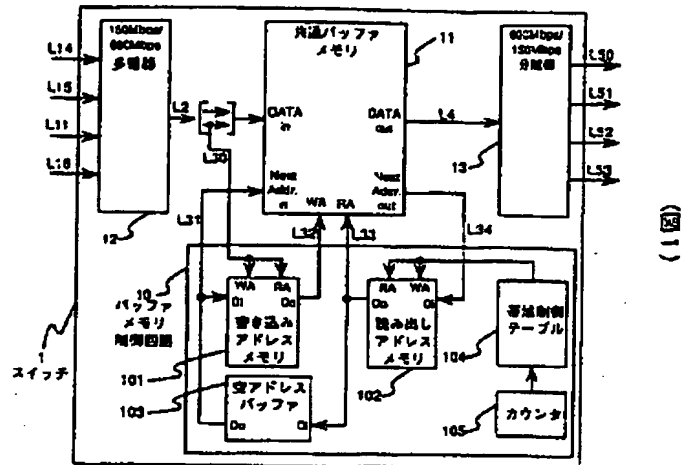 150Mbps/
600Mbps
多重器
共通バッファ
メモリ
11
600Mbps/
150Mbps
分離器
L14
L15
L11
L16
L2
L30
DATA
in
DATA
out
L4
L50
L51
L52
L53
13
Next
Addr.
in
WA
RA
Next
Addr.
out
12
L31
L32
L33
L34
(図1)
10
バッファ
メモリ
制御回路
WA
RA
DI
Do
書き込み
アドレス
メモリ
101
RA
WA
Do
DI
読み出し
アドレス
メモリ
102
帯域制御
テーブル
104
1
スイッチ
103
空アドレス
バッファ
Do
DI
105
カウンタ